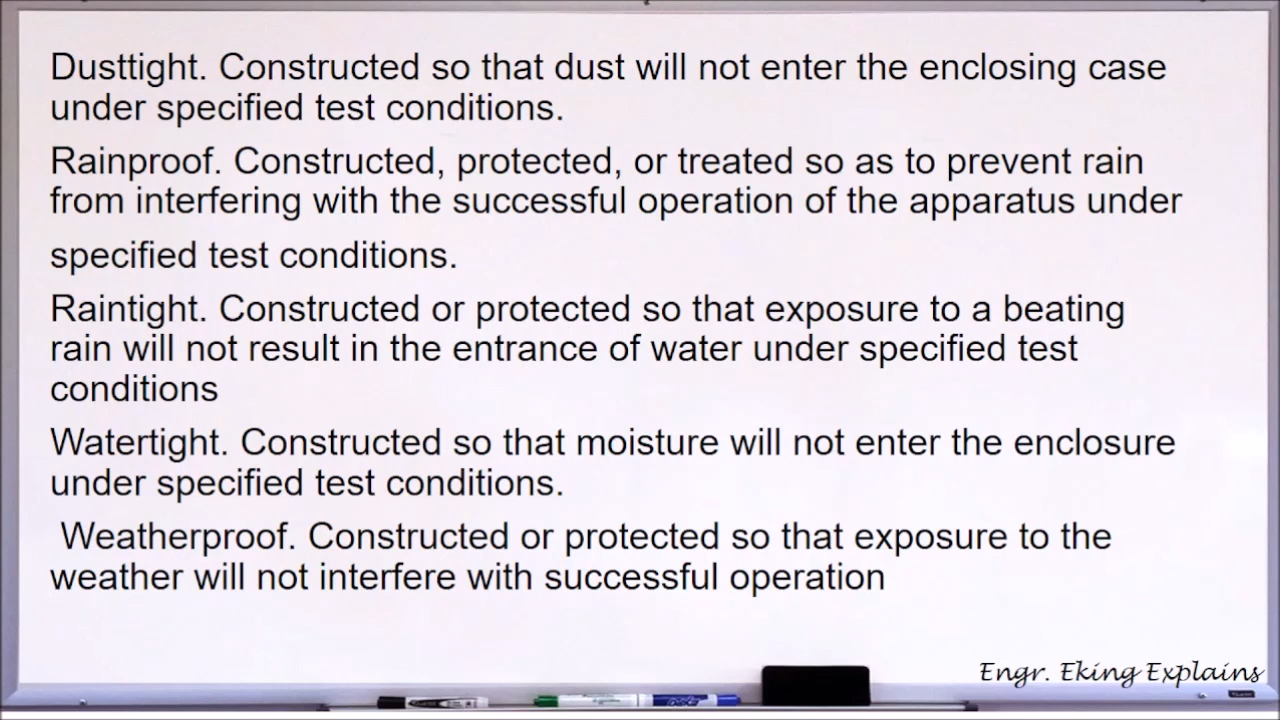 Dusttight. Constructed so that dust will not enter the enclosing case
under specified test conditions.
Rainproof. Constructed, protected, or treated so as to prevent rain
from interfering with the successful operation of the apparatus under
specified test conditions.
Raintight. Constructed or protected so that exposure to a beating
rain will not result in the entrance of water under specified test
conditions
Watertight. Constructed so that moisture will not enter the enclosure
under specified test conditions.
Weatherproof. Constructed or protected so that exposure to the
weather will not interfere with successful operation
Engr. Eking Explains